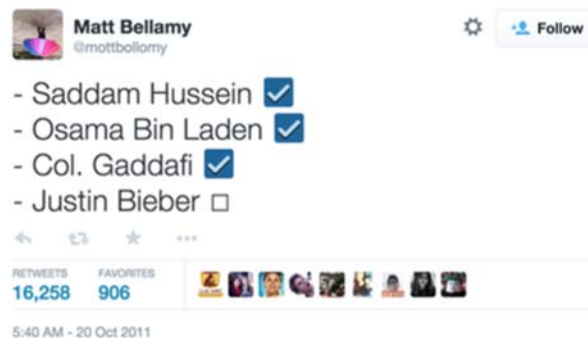 Matt Bellamy
@mottbollomy
Follow
- Saddam Hussein ☑
- Osama Bin Laden ☑
- Col. Gaddafi ☑
- Justin Bieber ☐
RETWEETS FAVORITES
16,258 906
5:40 AM - 20 Oct 2011